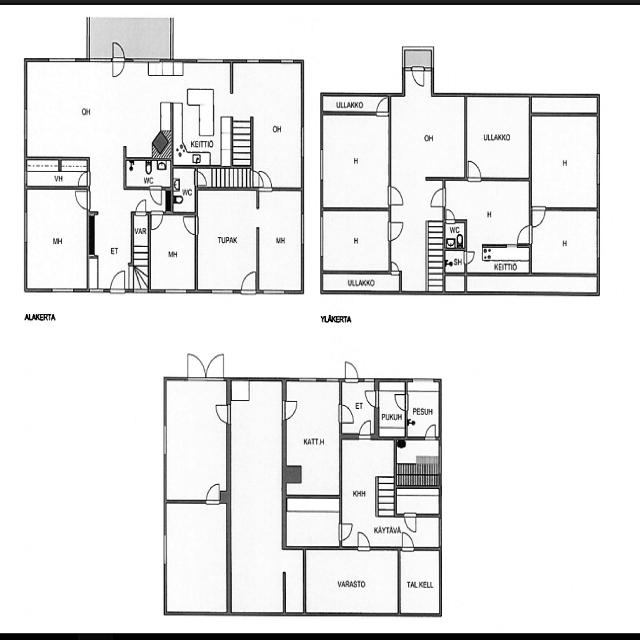 OH
KEITTIÖ
OH
VH
WC
WC
MH
ET
VAR
MH
TUPAK
MH
ALAKERTA
ULLAKKO
H
OH
ULLAKKO
H
H
H
WC
SH
KEITTIÖ
H
ULLAKKO
YLÄKERTA
ET
PUKUH
PESUH
KATT.H
KHH
KÄYTÄVÄ
VARASTO
TAL.KELL